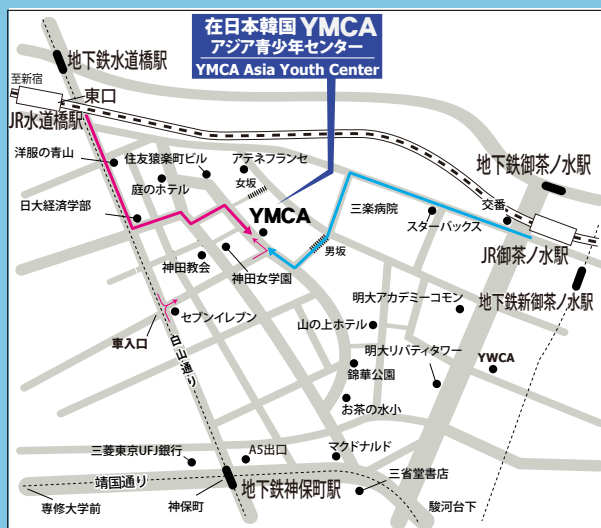 在日本韓国 YMCA
アジア青少年センター
YMCA Asia Youth Center
地下鉄水道橋駅
至新宿
東口
JR水道橋駅
洋服の青山
住友猿楽町ビル
アテネフランセ
庭のホテル
女坂
日大経済学部
YMCA
三楽病院
交番
スターバックス
地下鉄御茶ノ水駅
JR御茶ノ水駅
男坂
神田教会
神田女学園
地下鉄新御茶ノ水駅
明大アカデミーコモン
セブンイレブン
山の上ホテル
車入口
白山通り
明大リバティタワー
YWCA
錦華公園
お茶の水小
三菱東京UFJ銀行
A5出口
マクドナルド
靖国通り
地下鉄神保町駅
三省堂書店
専修大学前
神保町
駿河台下